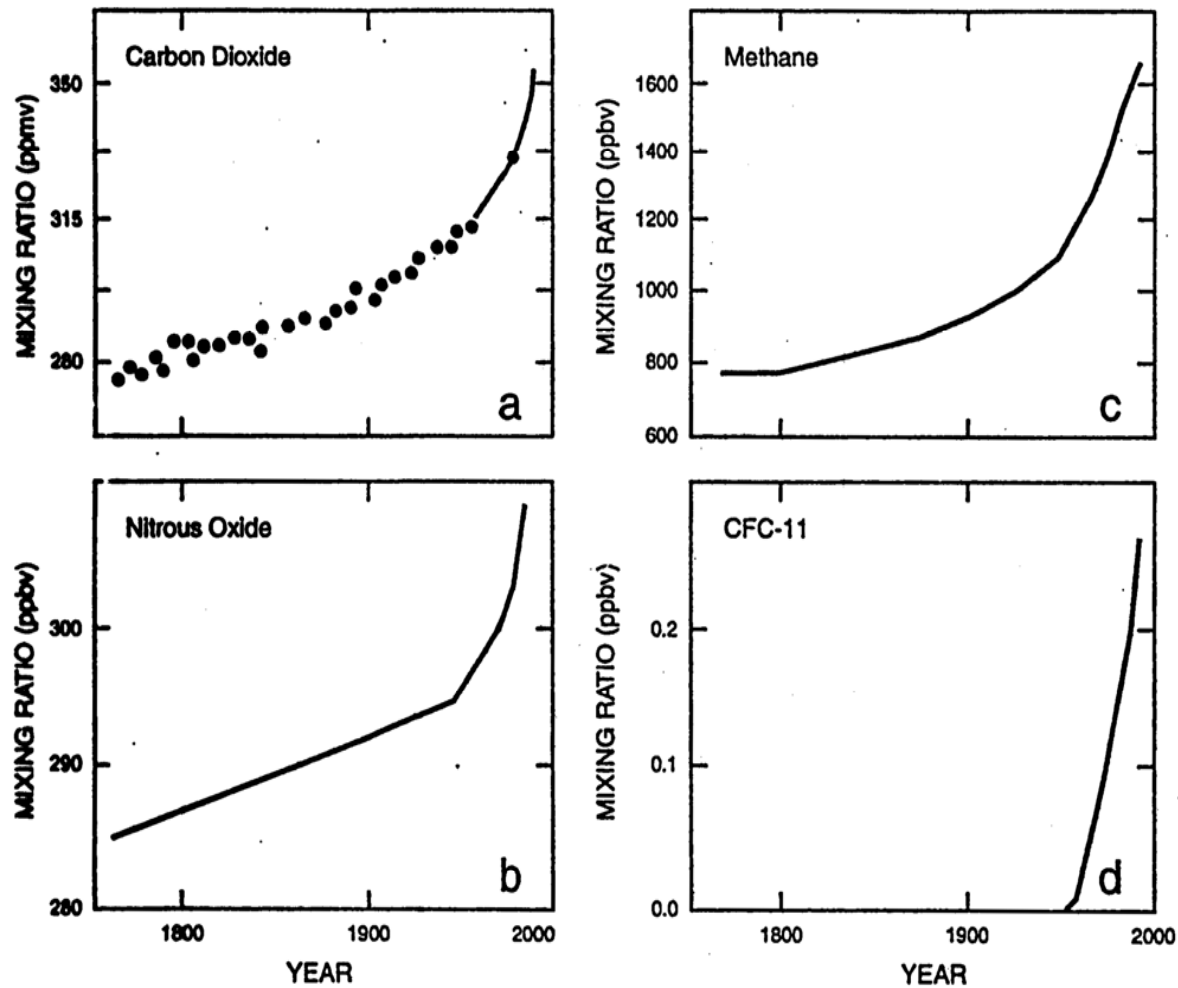 Carbon Dioxide
MIXING RATIO (ppmv)
350
315
280
a
Methane
MIXING RATIO (ppbv)
1600
1400
1200
1000
800
600
c
Nitrous Oxide
MIXING RATIO (ppbv)
300
290
280
b
1800
1900
2000
YEAR
CFC-11
MIXING RATIO (ppbv)
0.2
0.1
0.0
d
1800
1900
2000
YEAR